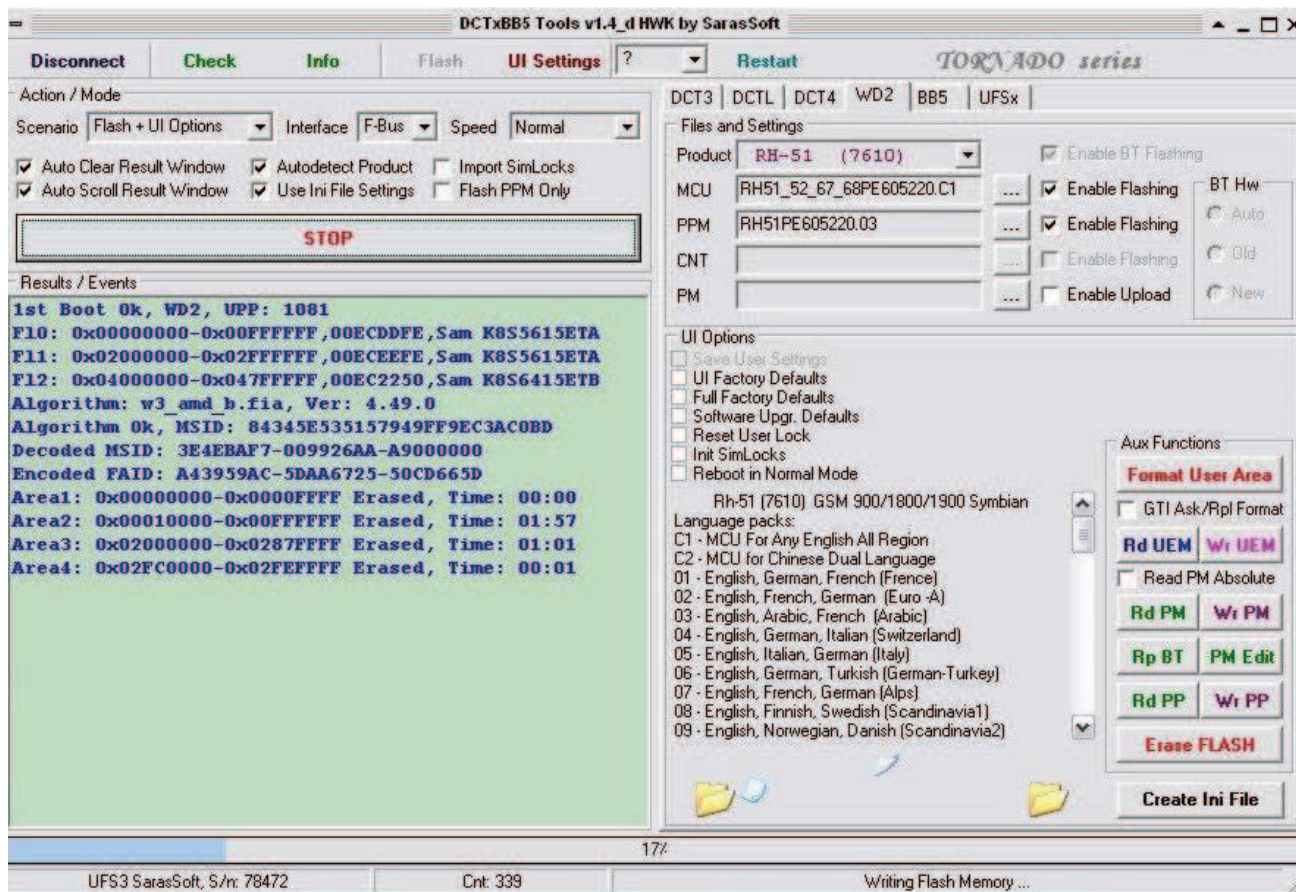 DCTxBB5 Tools v1.4_d HWK by SarasSoft
Disconnect Check Info Flash UI Settings ? Restart TORNADO series
Action / Mode
Scenario Flash + UI Options Interface F-Bus Speed Normal
Auto Clear Result Window Autodetect Product Import SimLocks
Auto Scroll Result Window Use Ini File Settings Flash PPM Only
STOP
Results / Events
1st Boot Ok, WD2, UPP: 1081
Fl0: 0x00000000-0x00FFFFFF,00ECDDFE,Sam K8S5615ETA
Fl1: 0x02000000-0x02FFFFFF,00ECEEFE,Sam K8S5615ETA
Fl2: 0x04000000-0x047FFFFF,00EC2250,Sam K8S6415ETB
Algorithm: w3_amd_b.fia, Ver: 4.49.0
Algorithm Ok, MSID: 84345E535157949FF9EC3AC0BD
Decoded MSID: 3E4EBAF7-009926AA-A9000000
Encoded FAID: A43959AC-5DAA6725-50CD665D
Area1: 0x00000000-0x0000FFFF Erased, Time: 00:00
Area2: 0x00010000-0x00FFFFFF Erased, Time: 01:57
Area3: 0x02000000-0x0287FFFF Erased, Time: 01:01
Area4: 0x02FC0000-0x02FEFFFF Erased, Time: 00:01
DCT3 DCTL DCT4 WD2 BB5 UFSx
Files and Settings
Product RH-51 (7610) Enable BT Flashing
MCU RH51_52_67_68PE605220.C1 ... Enable Flashing
PPM RH51PE605220.03 ... Enable Flashing
CNT ... Enable Flashing
PM ... Enable Upload
BT Hw
Auto
Old
New
UI Options
Save User Settings
UI Factory Defaults
Full Factory Defaults
Software Upgr. Defaults
Reset User Lock
Init SimLocks
Reboot in Normal Mode
Rh-51 (7610) GSM 900/1800/1900 Symbian
Language packs:
C1 - MCU For Any English All Region
C2 - MCU for Chinese Dual Language
01 - English, German, French (Frence)
02 - English, French, German (Euro -A)
03 - English, Arabic, French (Arabic)
04 - English, German, Italian (Switzerland)
05 - English, Italian, German (Italy)
06 - English, German, Turkish (German-Turkey)
07 - English, French, German (Alps)
08 - English, Finnish, Swedish (Scandinavia1)
09 - English, Norwegian, Danish (Scandinavia2)
Aux Functions
Format User Area
GTI Ask/Rpl Format
Rd UEM Wr UEM
Read PM Absolute
Rd PM Wr PM
Rp BT PM Edit
Rd PP Wr PP
Erase FLASH
Create Ini File
17%
UFS3 SarasSoft, S/n: 78472 Cnt: 339 Writing Flash Memory ...